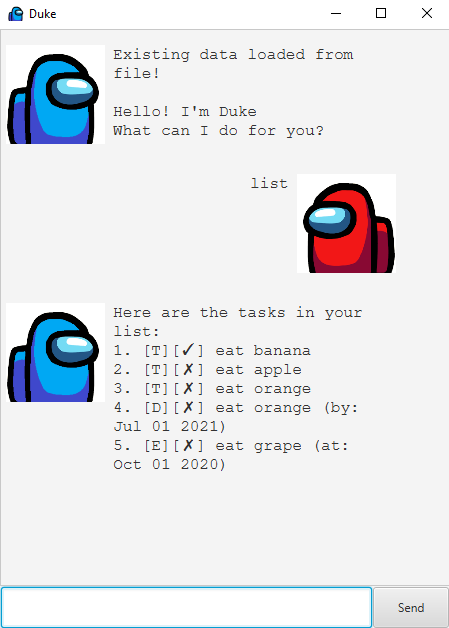 Duke
Existing data loaded from
file!
Hello! I'm Duke
What can I do for you?
list
Here are the tasks in your
list:
1. [T][✓] eat banana
2. [T][✗] eat apple
3. [T][✗] eat orange
4. [D][✗] eat orange (by:
Jul 01 2021)
5. [E][✗] eat grape (at:
Oct 01 2020)
Send